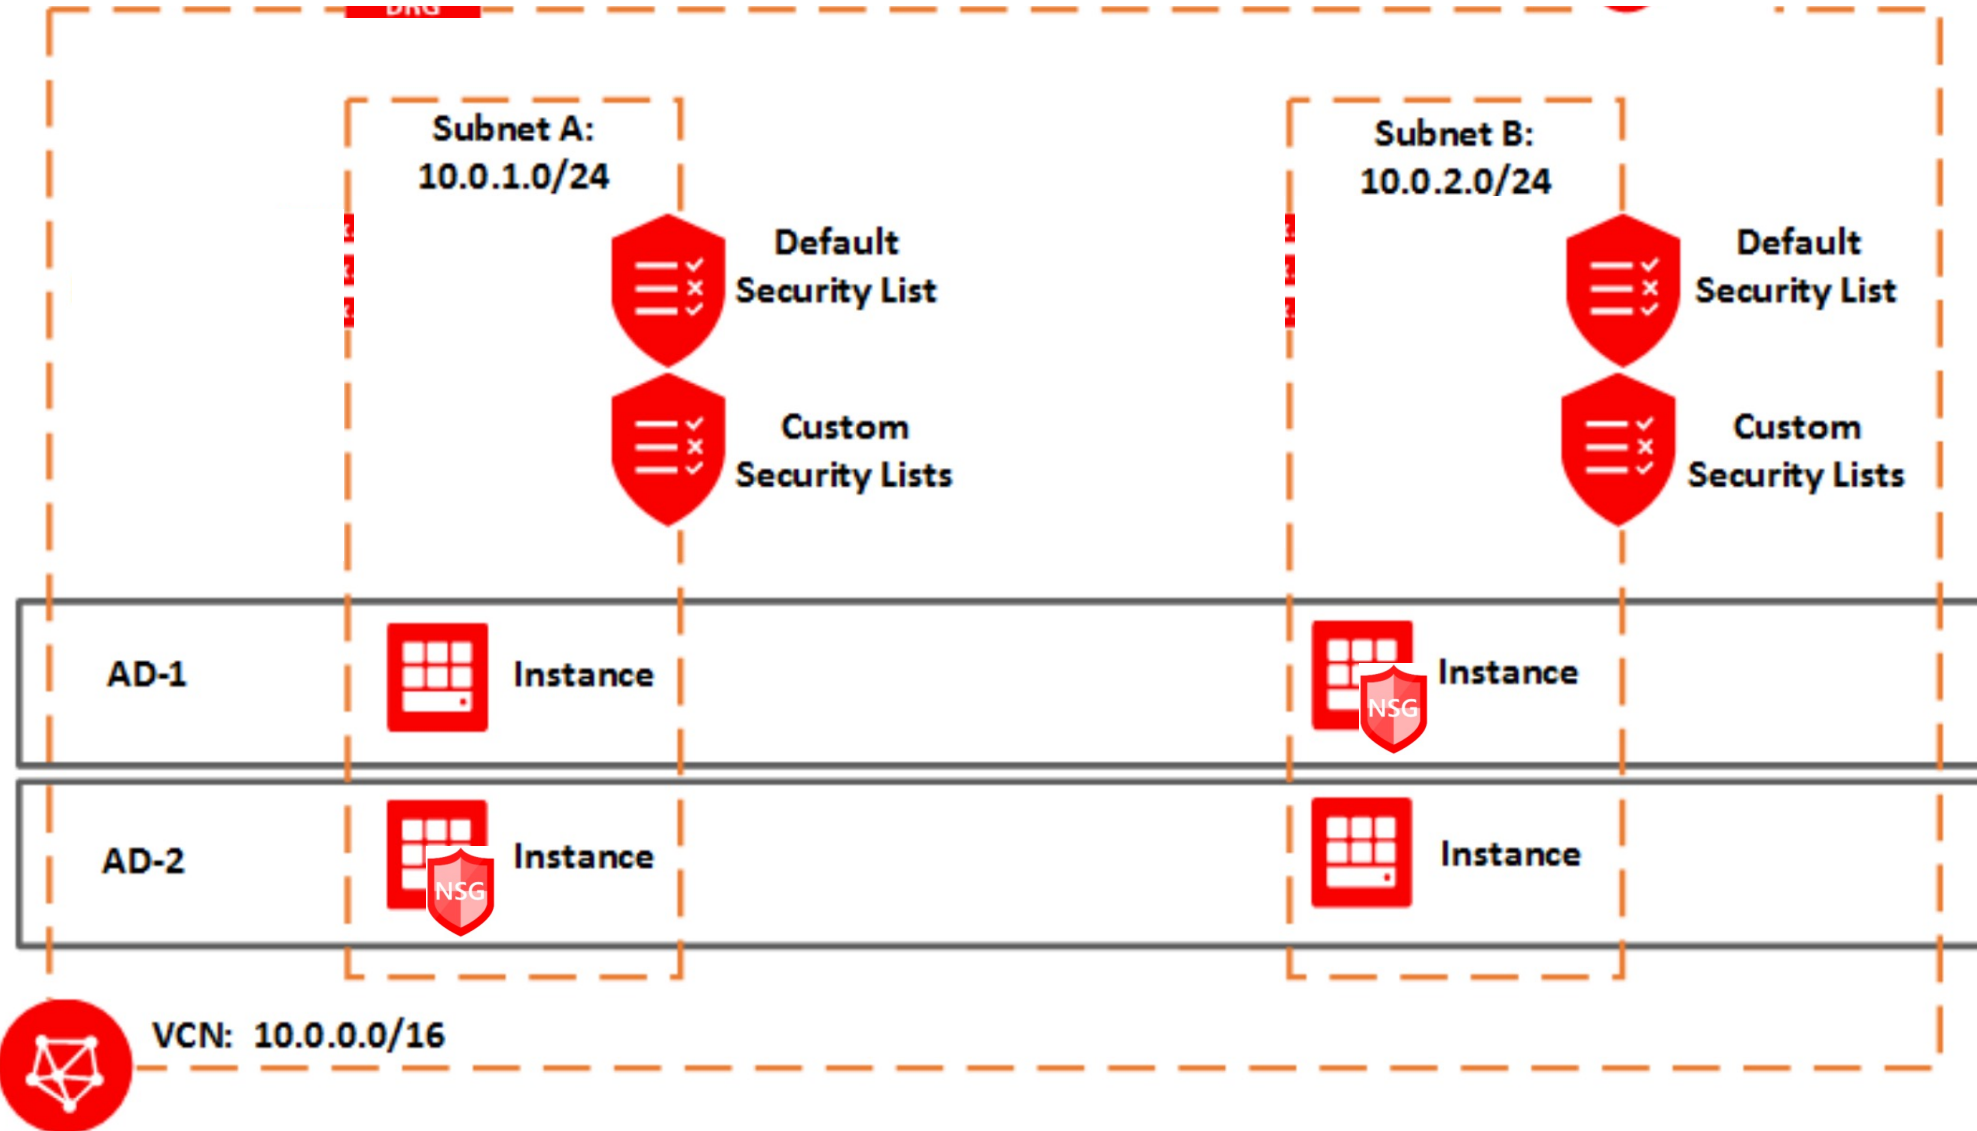 DRG
Subnet A:
10.0.1.0/24
Subnet B:
10.0.2.0/24
Default
Security List
Default
Security List
Custom
Security Lists
Custom
Security Lists
AD-1
Instance
Instance
NSG
AD-2
Instance
Instance
NSG
VCN: 10.0.0.0/16